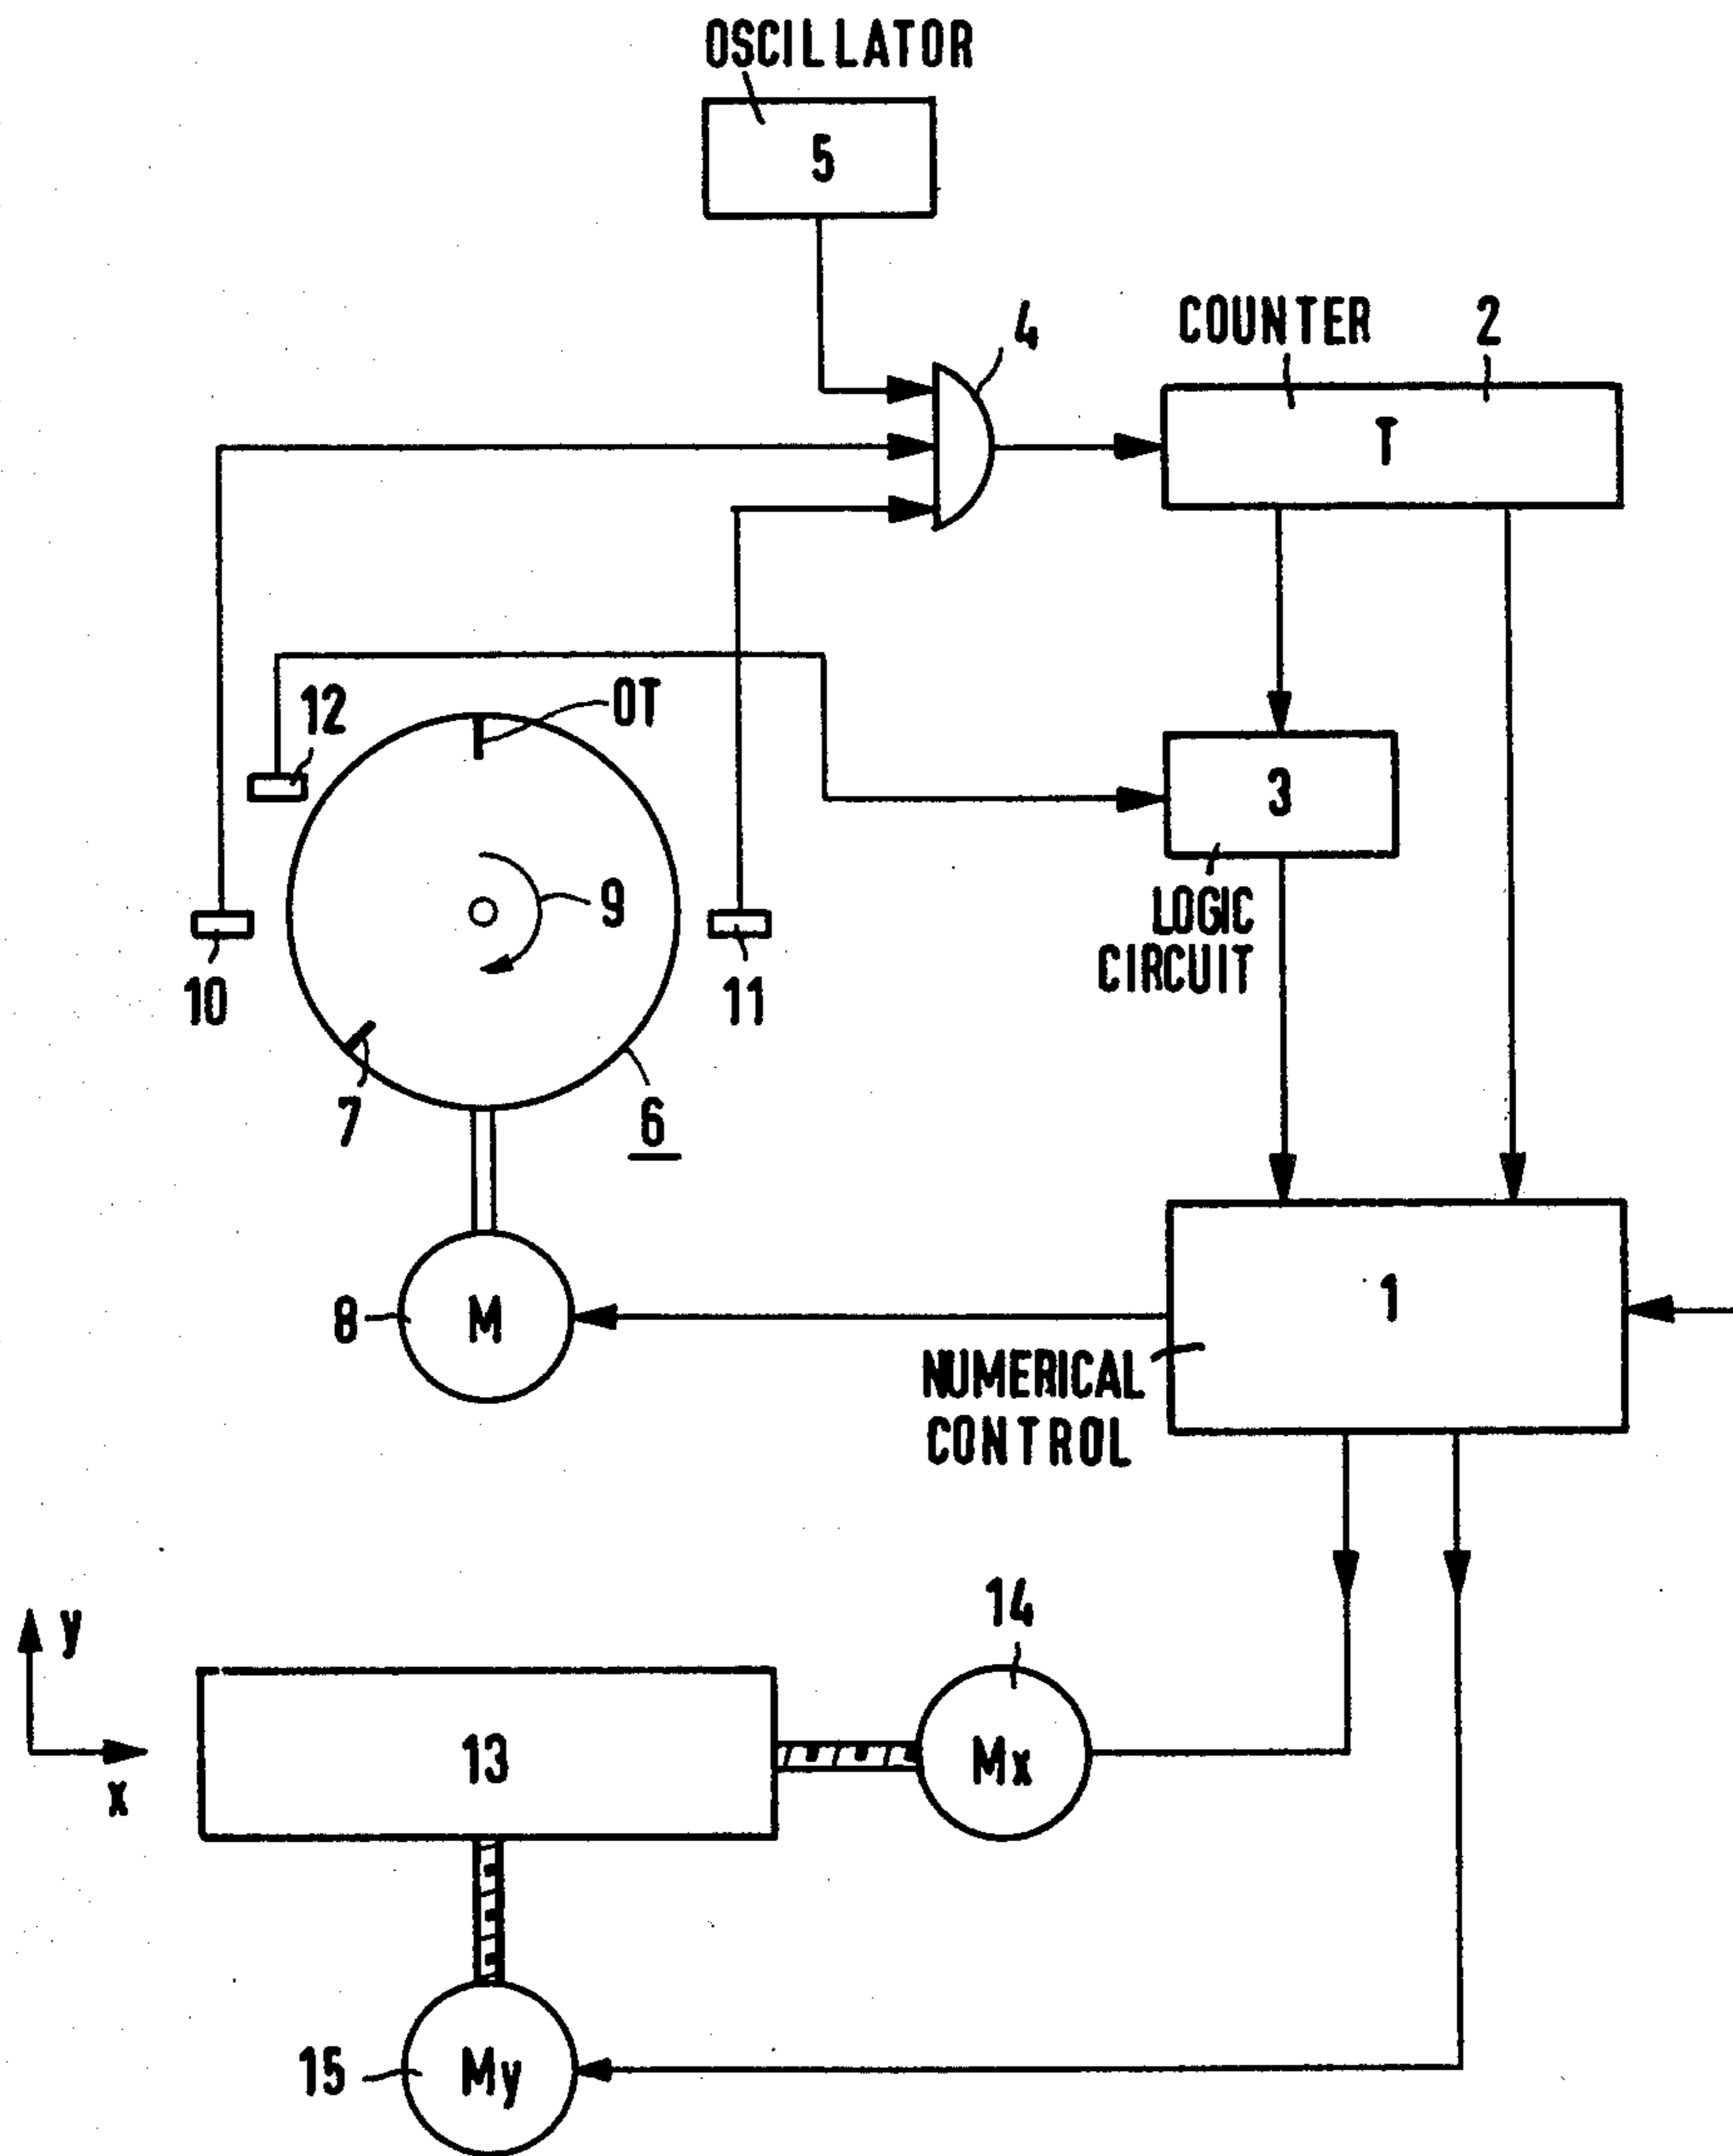 OSCILLATOR
5
4
COUNTER
2
T
12
OT
3
9
LOGIC
CIRCUIT
10
11
7
6
1
8
M
NUMERICAL
CONTROL
14
y
13
Mx
x
15
My